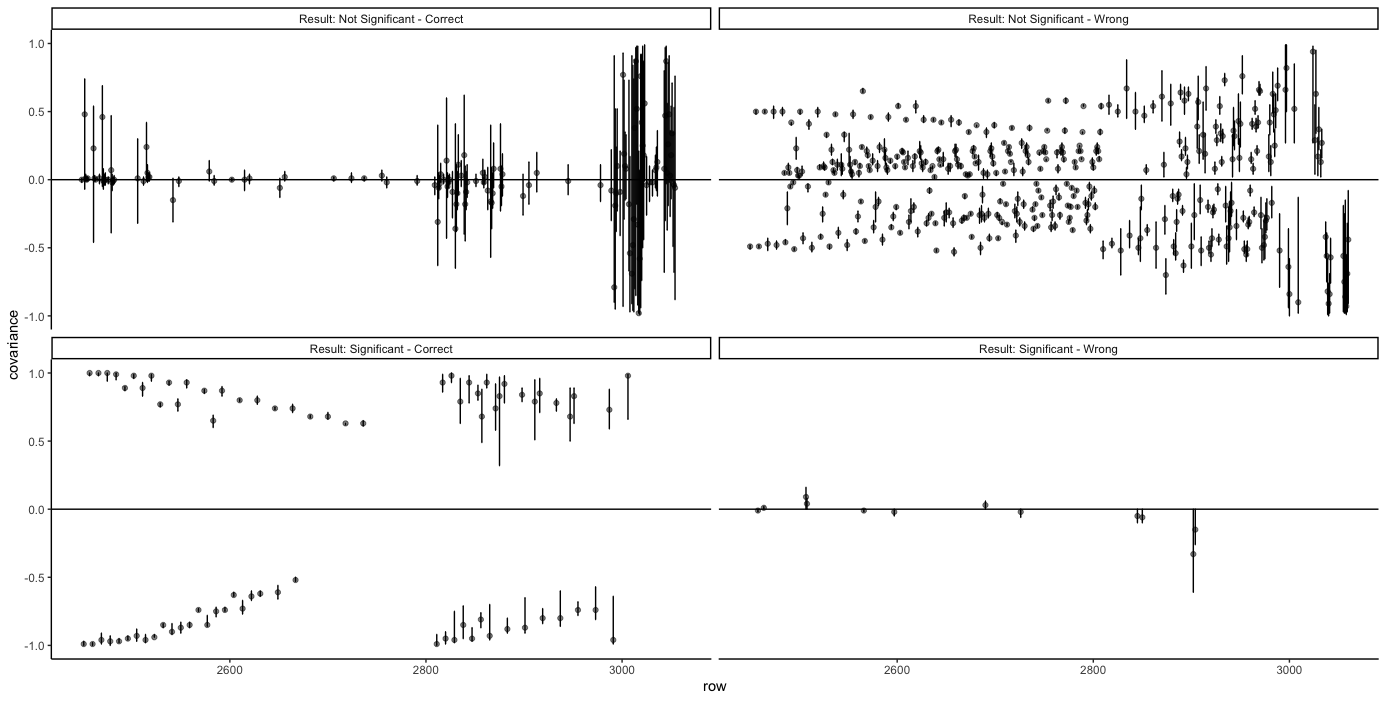 Result: Not Significant - Correct
Result: Not Significant - Wrong
1.0
0.5
0.0
-0.5
-1.0
covariance
Result: Significant - Correct
Result: Significant - Wrong
1.0
0.5
0.0
-0.5
-1.0
2600
2800
3000
2600
2800
3000
row